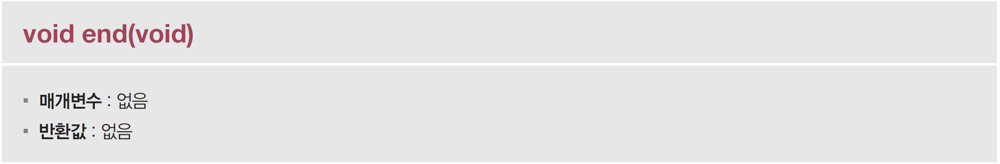 void end(void)
▪ 매개변수 : 없음
▪ 반환값 : 없음